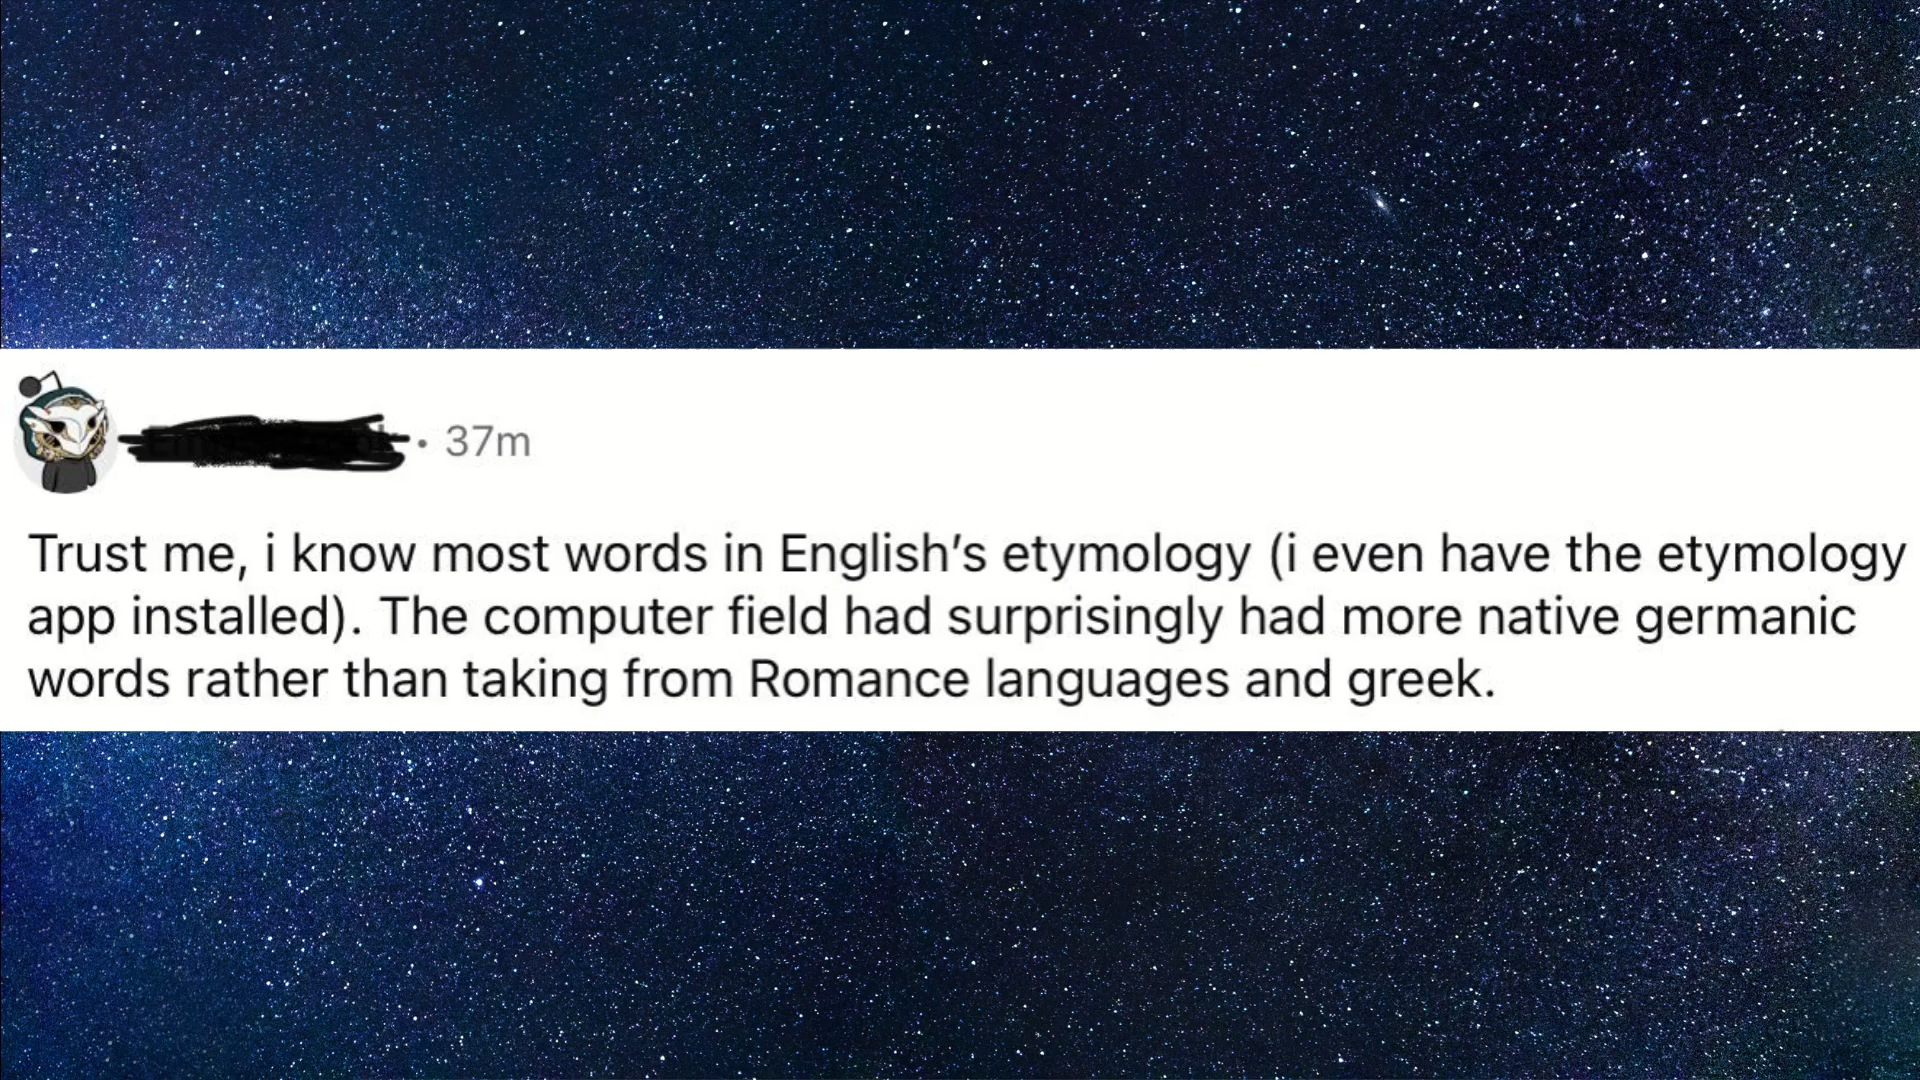 • 37m
Trust me, i know most words in English’s etymology (i even have the etymology
app installed). The computer field had surprisingly had more native germanic
words rather than taking from Romance languages and greek.